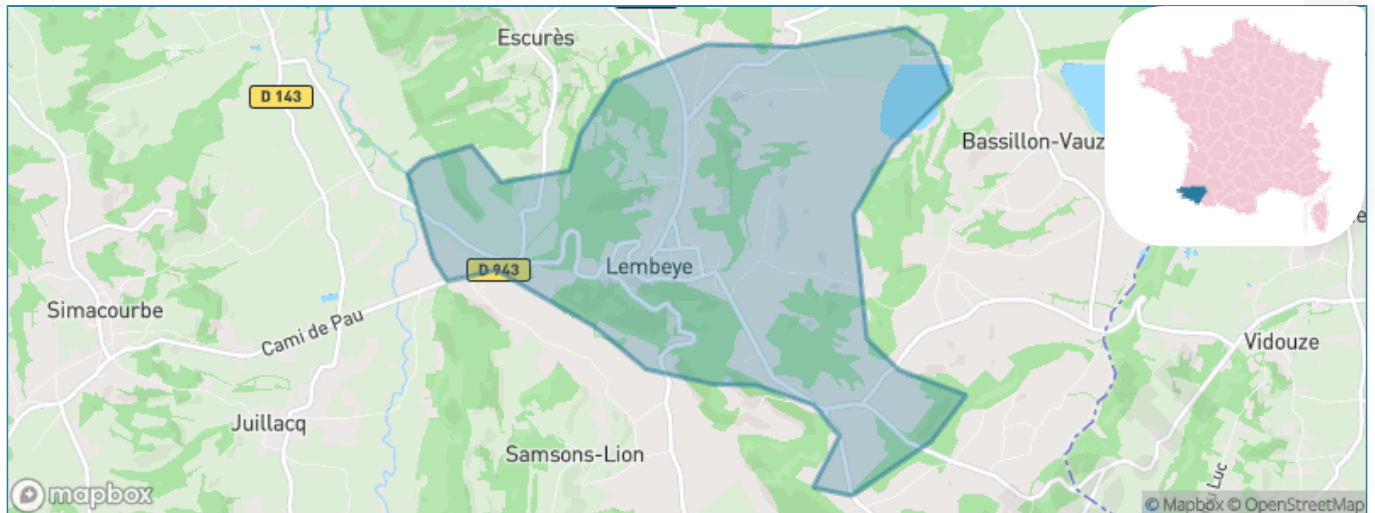 Escurès
D 143
Bassillon-Vauz
D 943
Lembeye
Simacourbe
Cami de Pau
Vidouze
Juillacq
Samsons-Lion
Luc
mapbox
© Mapbox © OpenStreetMap